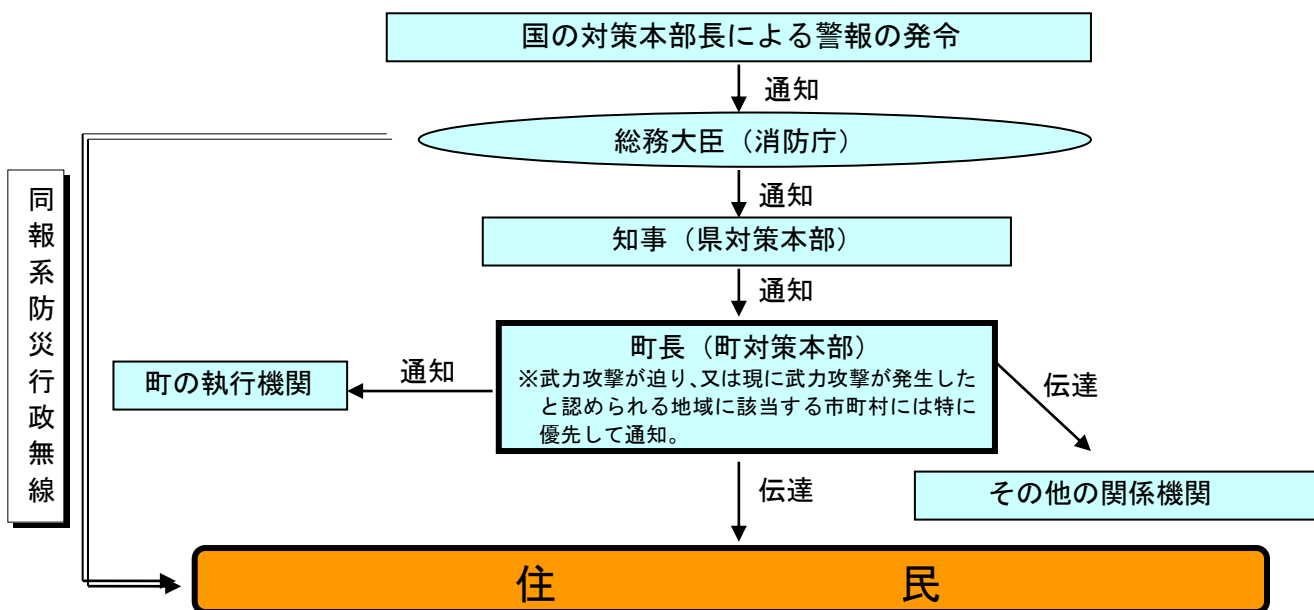 国の対策本部長による警報の発令
通知
総務大臣（消防庁）
通知
知事（県対策本部）
通知
同報系防災行政無線
町長（町対策本部）
※武力攻撃が迫り、又は現に武力攻撃が発生した
と認められる地域に該当する市町村には特に
優先して通知。
通知
町の執行機関
伝達
その他の関係機関
伝達
住民